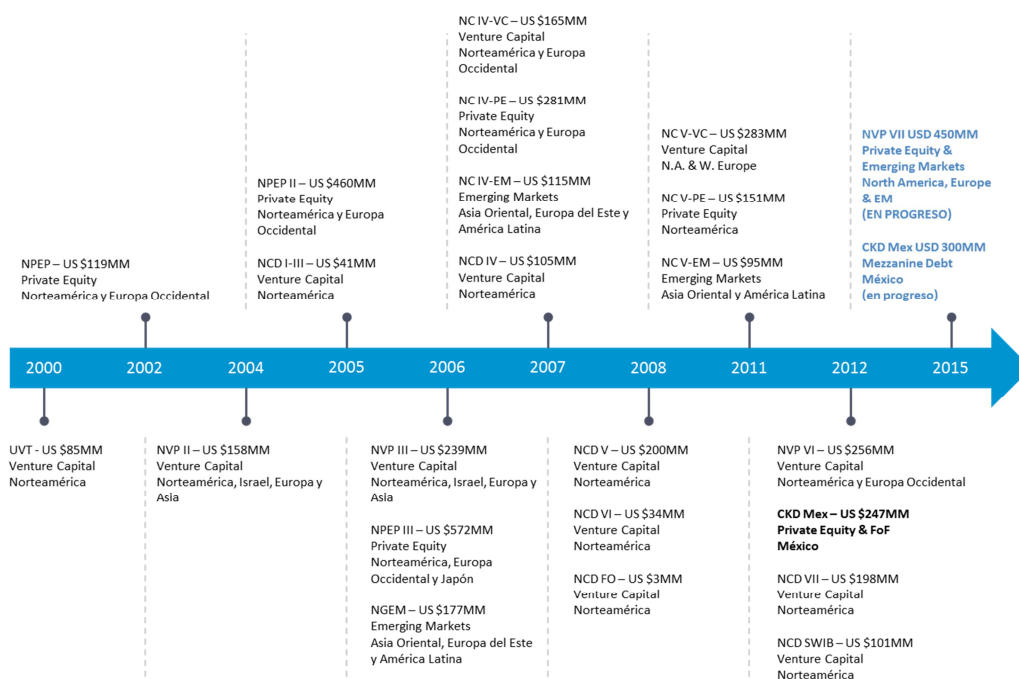 NPEP – US $119MM
Private Equity
Norteamérica y Europa Occidental
NPEP II – US $460MM
Private Equity
Norteamérica y Europa
Occidental
NCD I-III – US $41MM
Venture Capital
Norteamérica
NC IV-VC – US $165MM
Venture Capital
Norteamérica y Europa
Occidental
NC IV-PE – US $281MM
Private Equity
Norteamérica y Europa
Occidental
NC IV-EM – US $115MM
Emerging Markets
Asia Oriental, Europa del Este y
América Latina
NCD IV – US $105MM
Venture Capital
Norteamérica
NC V-VC – US $283MM
Venture Capital
N.A. & W. Europe
NC V-PE – US $151MM
Private Equity
Norteamérica
NC V-EM – US $95MM
Emerging Markets
Asia Oriental y América Latina
NVP VII USD 450MM
Private Equity &
Emerging Markets
North America, Europe
& EM
(EN PROGRESO)
CKD Mex USD 300MM
Mezzanine Debt
México
(en progreso)
2000 2002 2004 2005 2006 2007 2008 2011 2012 2015
UVT - US $85MM
Venture Capital
Norteamérica
NVP II – US $158MM
Venture Capital
Norteamérica, Israel, Europa y
Asia
NVP III – US $239MM
Venture Capital
Norteamérica, Israel, Europa y
Asia
NPEP III – US $572MM
Private Equity
Norteamérica, Europa
Occidental y Japón
NGEM – US $177MM
Emerging Markets
Asia Oriental, Europa del Este
y América Latina
NCD V – US $200MM
Venture Capital
Norteamérica
NCD VI – US $34MM
Venture Capital
Norteamérica
NCD FO – US $3MM
Venture Capital
Norteamérica
NVP VI – US $256MM
Venture Capital
Norteamérica y Europa Occidental
CKD Mex – US $247MM
Private Equity & FoF
México
NCD VII – US $198MM
Venture Capital
Norteamérica
NCD SWIB – US $101MM
Venture Capital
Norteamérica